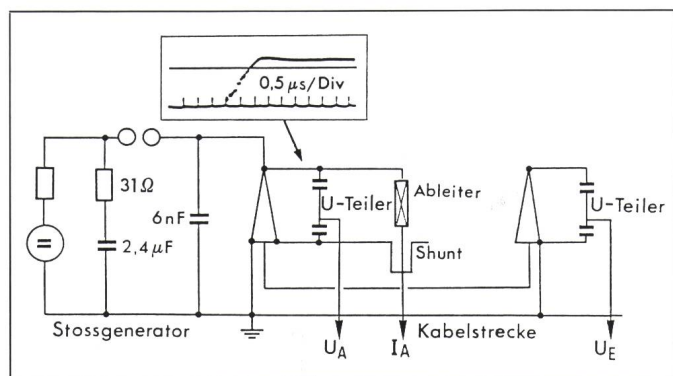 0,5 µs/Div
31Ω
2,4 µF
6nF
U-Teiler
Ableiter
Shunt
U-Teiler
Stossgenerator
Kabelstrecke
U_A
I_A
U_E